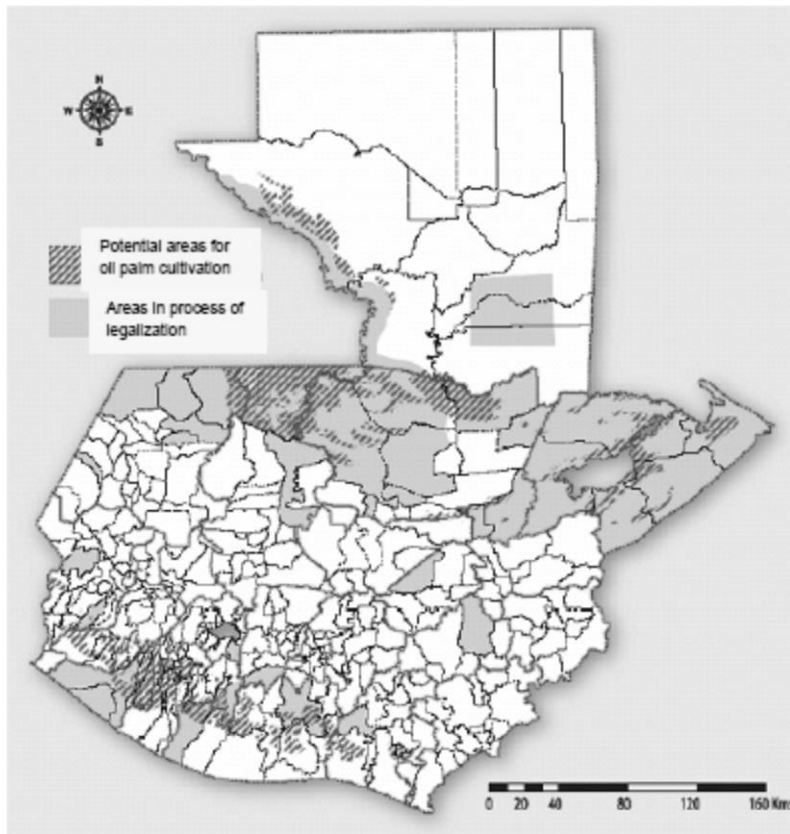 N
W E
S
Potential areas for
oil palm cultivation
Areas in process of
legalization
0 20 40 80 120 160 Kms